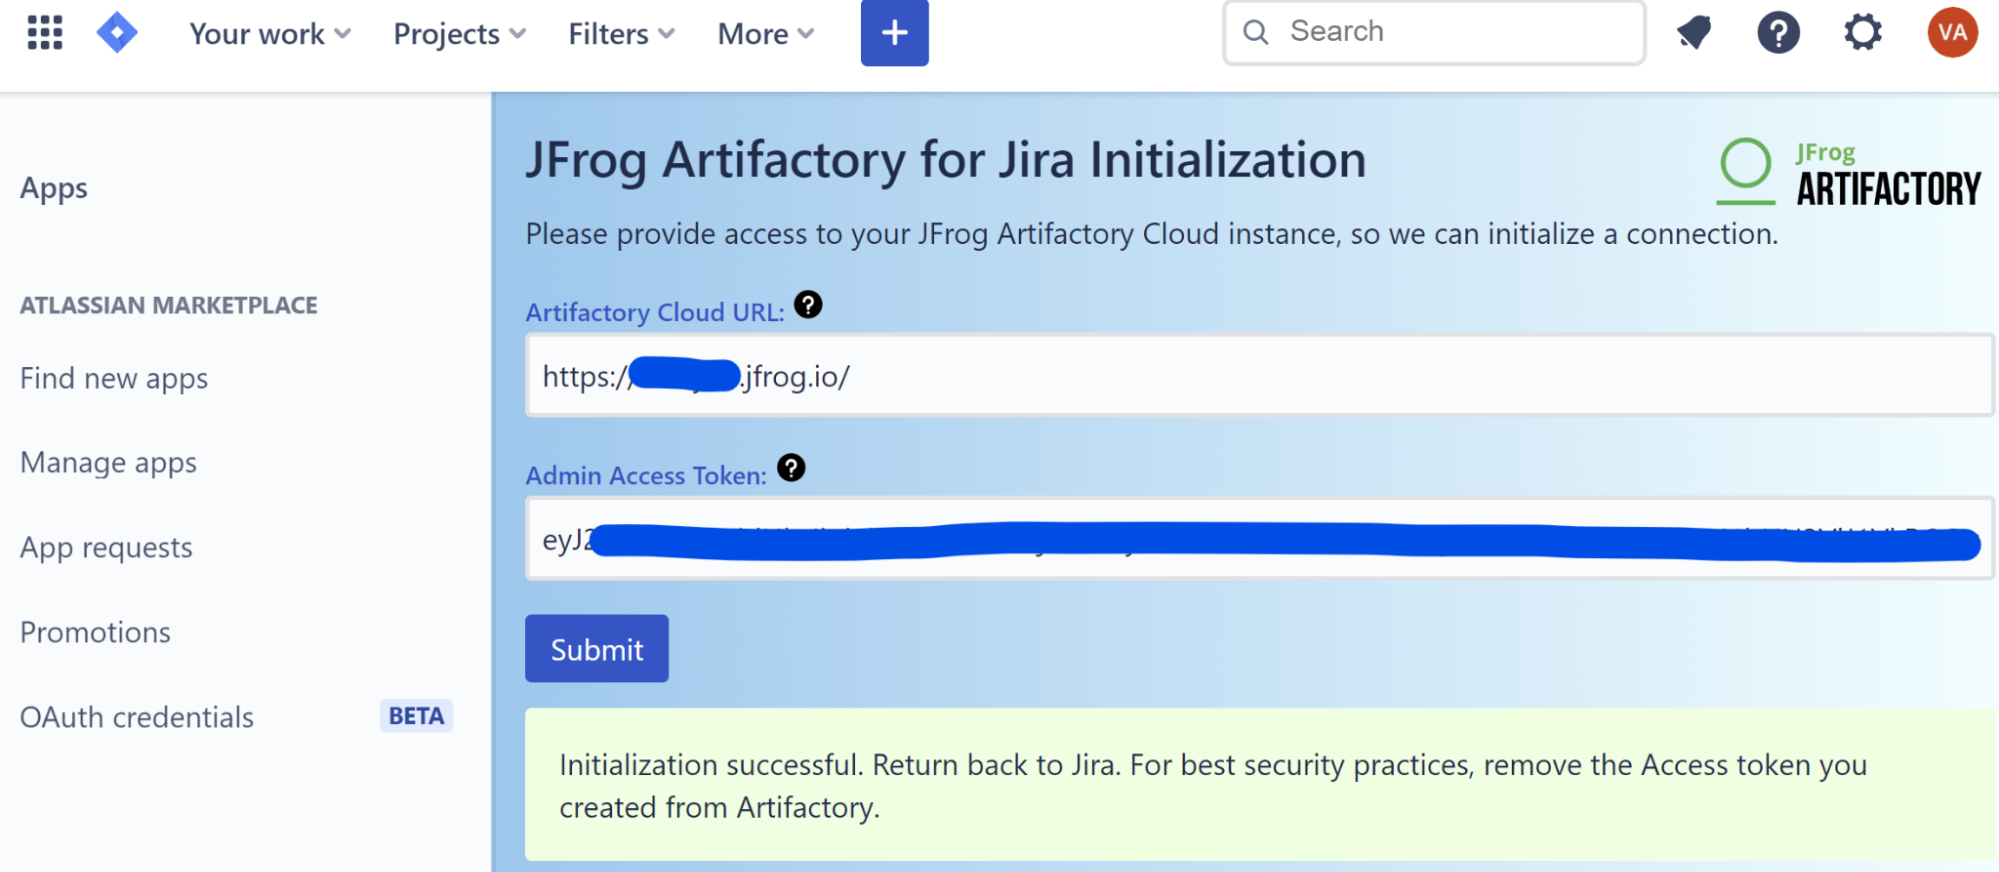 Your work Projects Filters More + Search ? VA
Apps
ATLASSIAN MARKETPLACE
Find new apps
Manage apps
App requests
Promotions
OAuth credentials BETA
JFrog Artifactory for Jira Initialization
JFrog
ARTIFACTORY
Please provide access to your JFrog Artifactory Cloud instance, so we can initialize a connection.
Artifactory Cloud URL: ?
https:// .jfrog.io/
Admin Access Token: ?
eyJ2
Submit
Initialization successful. Return back to Jira. For best security practices, remove the Access token you
created from Artifactory.